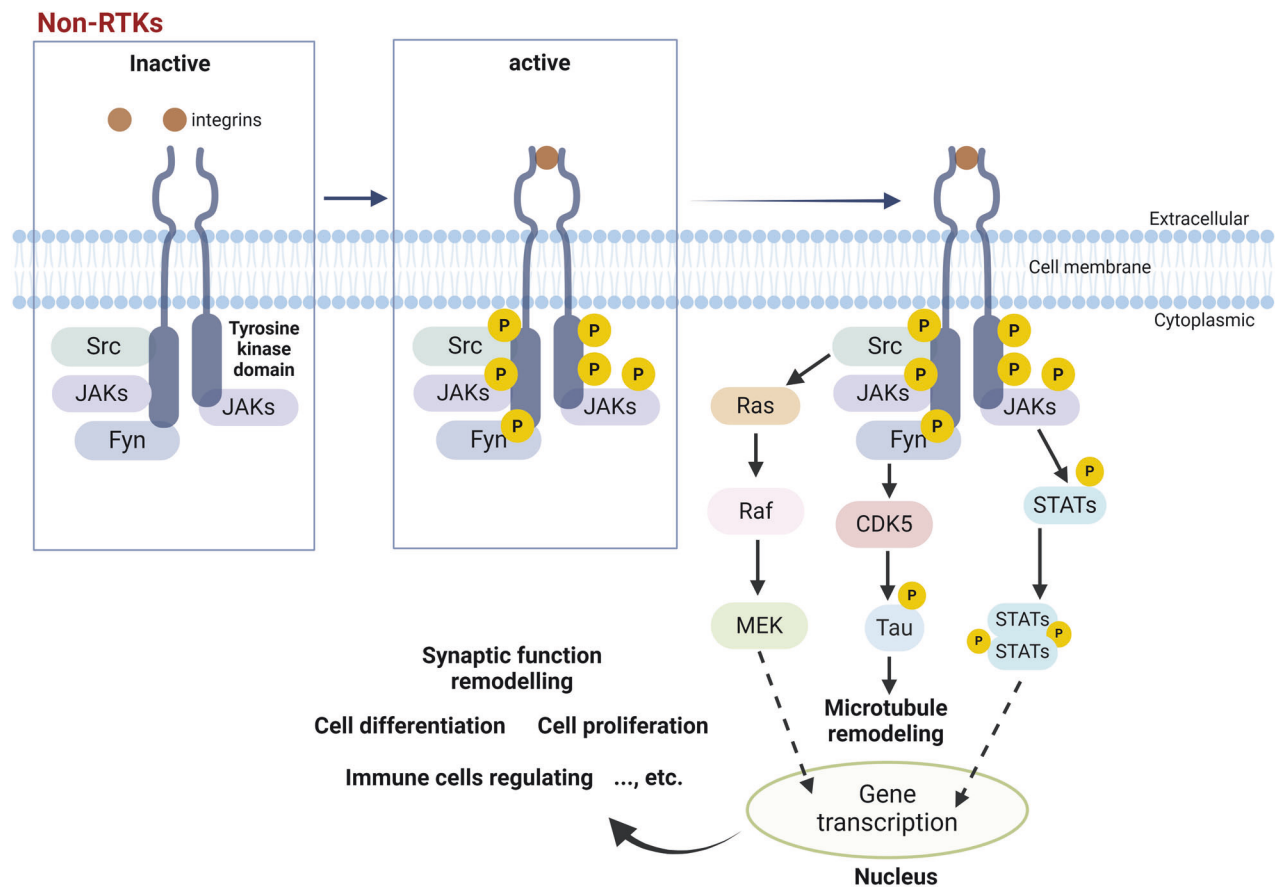 Non-RTKs
Inactive
integrins
Src
JAKs
Fyn
Tyrosine
kinase
domain
JAKs
active
P
P
P
P
P
P
Src
JAKs
Fyn
JAKs
Extracellular
Cell membrane
Cytoplasmic
P
P
P
P
P
P
Src
JAKs
Fyn
JAKs
Ras
Raf
MEK
CDK5
P
Tau
Microtubule
remodeling
P
STATs
STATs
P
P
STATs
Synaptic function
remodelling
Cell differentiation
Cell proliferation
Immune cells regulating
..., etc.
Gene
transcription
Nucleus